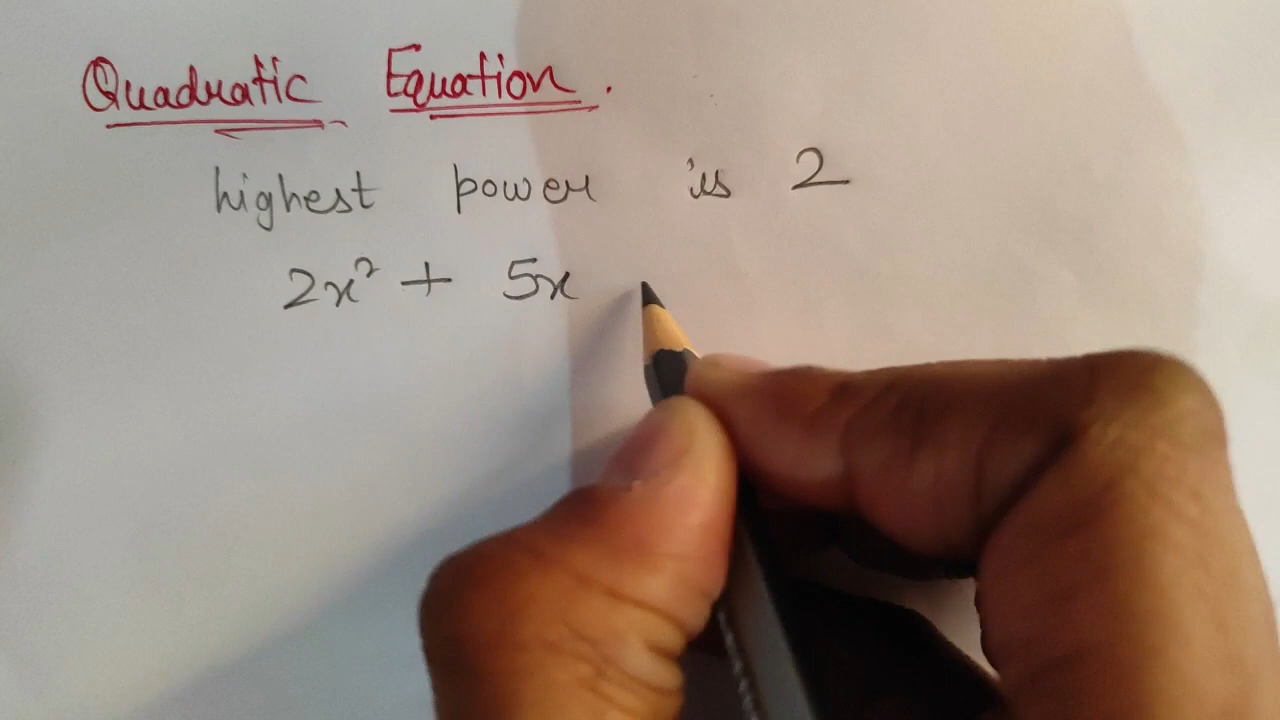 Quadratic Equation.
highest power is 2
2x² + 5x